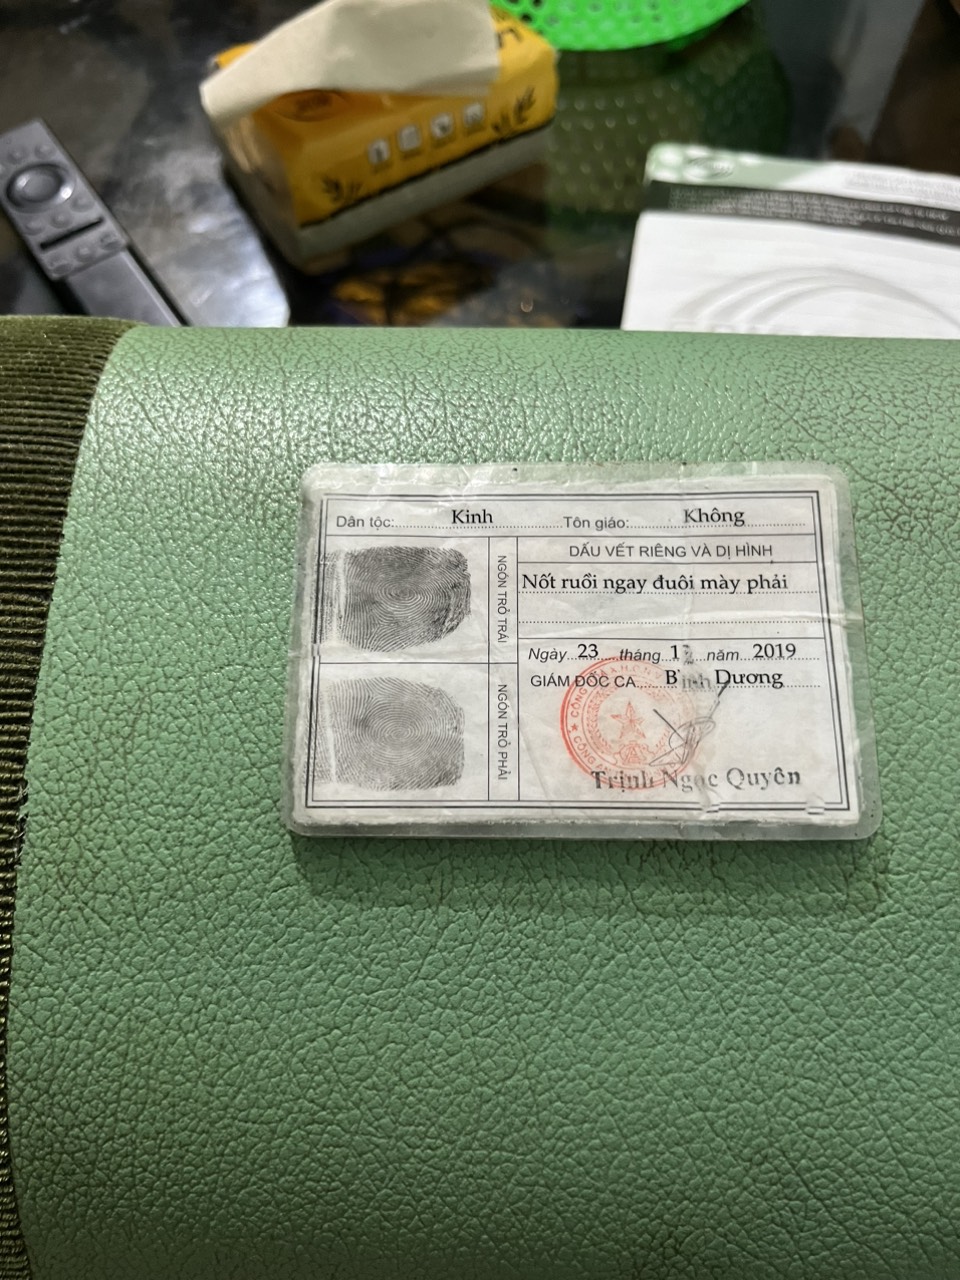 Dân tộc: Kinh Tôn giáo: Không
NGÓN TRỎ TRÁI
NGÓN TRỎ PHẢI
DẤU VẾT RIÊNG VÀ DỊ HÌNH
Nốt ruồi ngay đuôi mày phải
Ngày 23 tháng năm 2019
GIÁM ĐỐC CA Bình Dương
Trịnh Ngọc Quyên